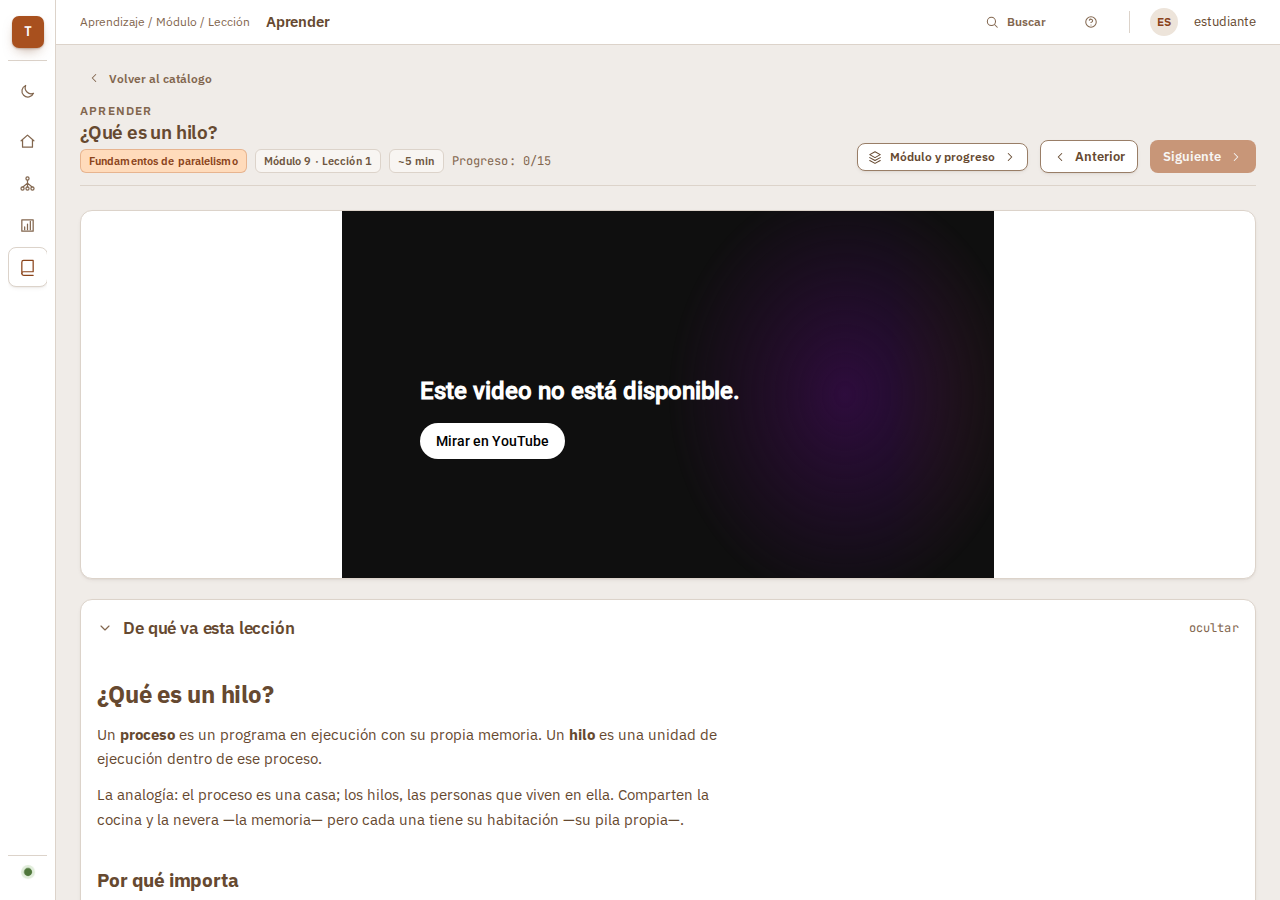 T
Aprendizaje / Módulo / Lección
Aprender
Buscar
ES
estudiante
Volver al catálogo
APRENDER
¿Qué es un hilo?
Fundamentos de paralelismo
Módulo 9 · Lección 1
~5 min
Progreso: 0/15
Módulo y progreso
Anterior
Siguiente
Este video no está disponible.
Mirar en YouTube
De qué va esta lección
ocultar
¿Qué es un hilo?
Un proceso es un programa en ejecución con su propia memoria. Un hilo es una unidad de
ejecución dentro de ese proceso.
La analogía: el proceso es una casa; los hilos, las personas que viven en ella. Comparten la
cocina y la nevera —la memoria— pero cada una tiene su habitación —su pila propia—.
Por qué importa